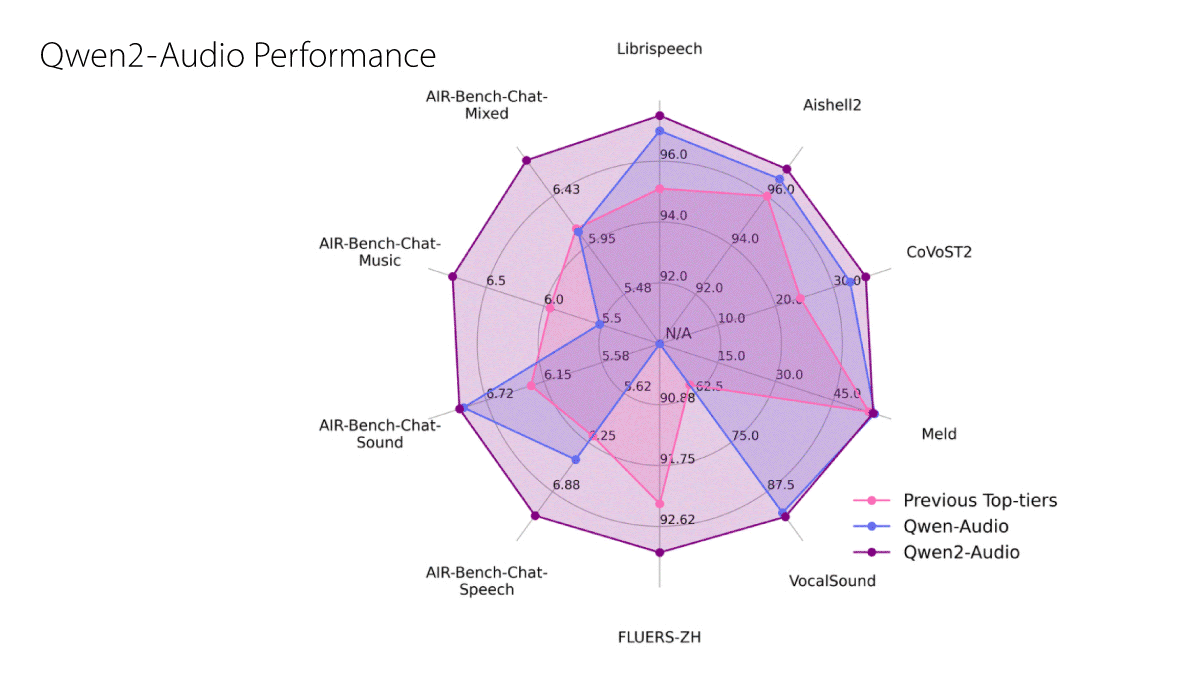 Qwen2-Audio Performance
Librispeech
Aishell2
CoVoST2
Meld
VocalSound
FLUERS-ZH
AIR-Bench-Chat-
Speech
AIR-Bench-Chat-
Sound
AIR-Bench-Chat-
Music
AIR-Bench-Chat-
Mixed
96.0
94.0
92.0
96.0
94.0
92.0
30.0
20.0
10.0
15.0
30.0
45.0
62.5
75.0
87.5
90.88
91.75
92.62
5.62
6.88
5.58
6.15
6.72
5.5
6.0
6.5
5.48
5.95
6.43
N/A
Previous Top-tiers
Qwen-Audio
Qwen2-Audio